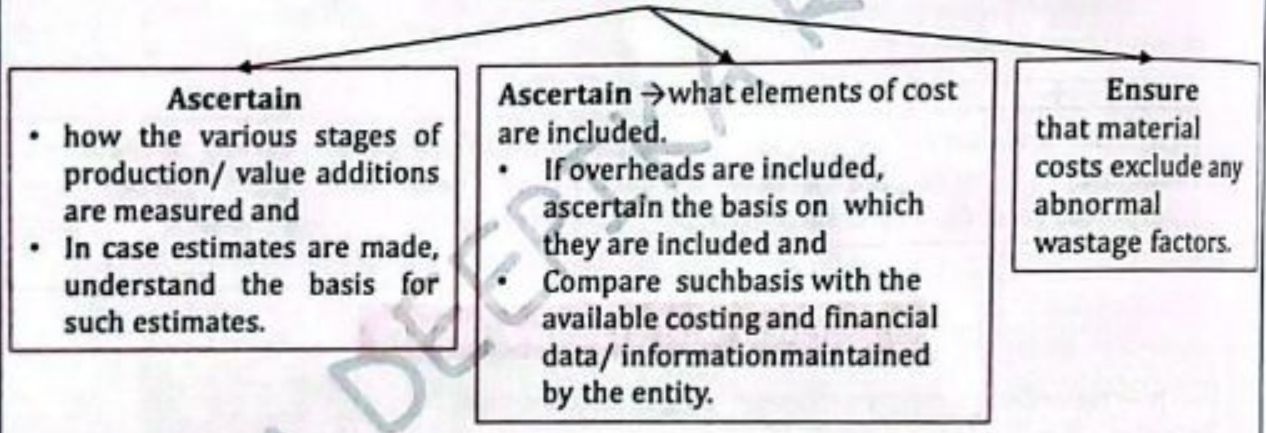 Ascertain
• how the various stages of
production/ value additions
are measured and
• In case estimates are made,
understand the basis for
such estimates.
Ascertain →what elements of cost
are included.
• If overheads are included,
ascertain the basis on which
they are included and
• Compare suchbasis with the
available costing and financial
data/ informationmaintained
by the entity.
Ensure
that material
costs exclude any
abnormal
wastage factors.
DEEPIKA R